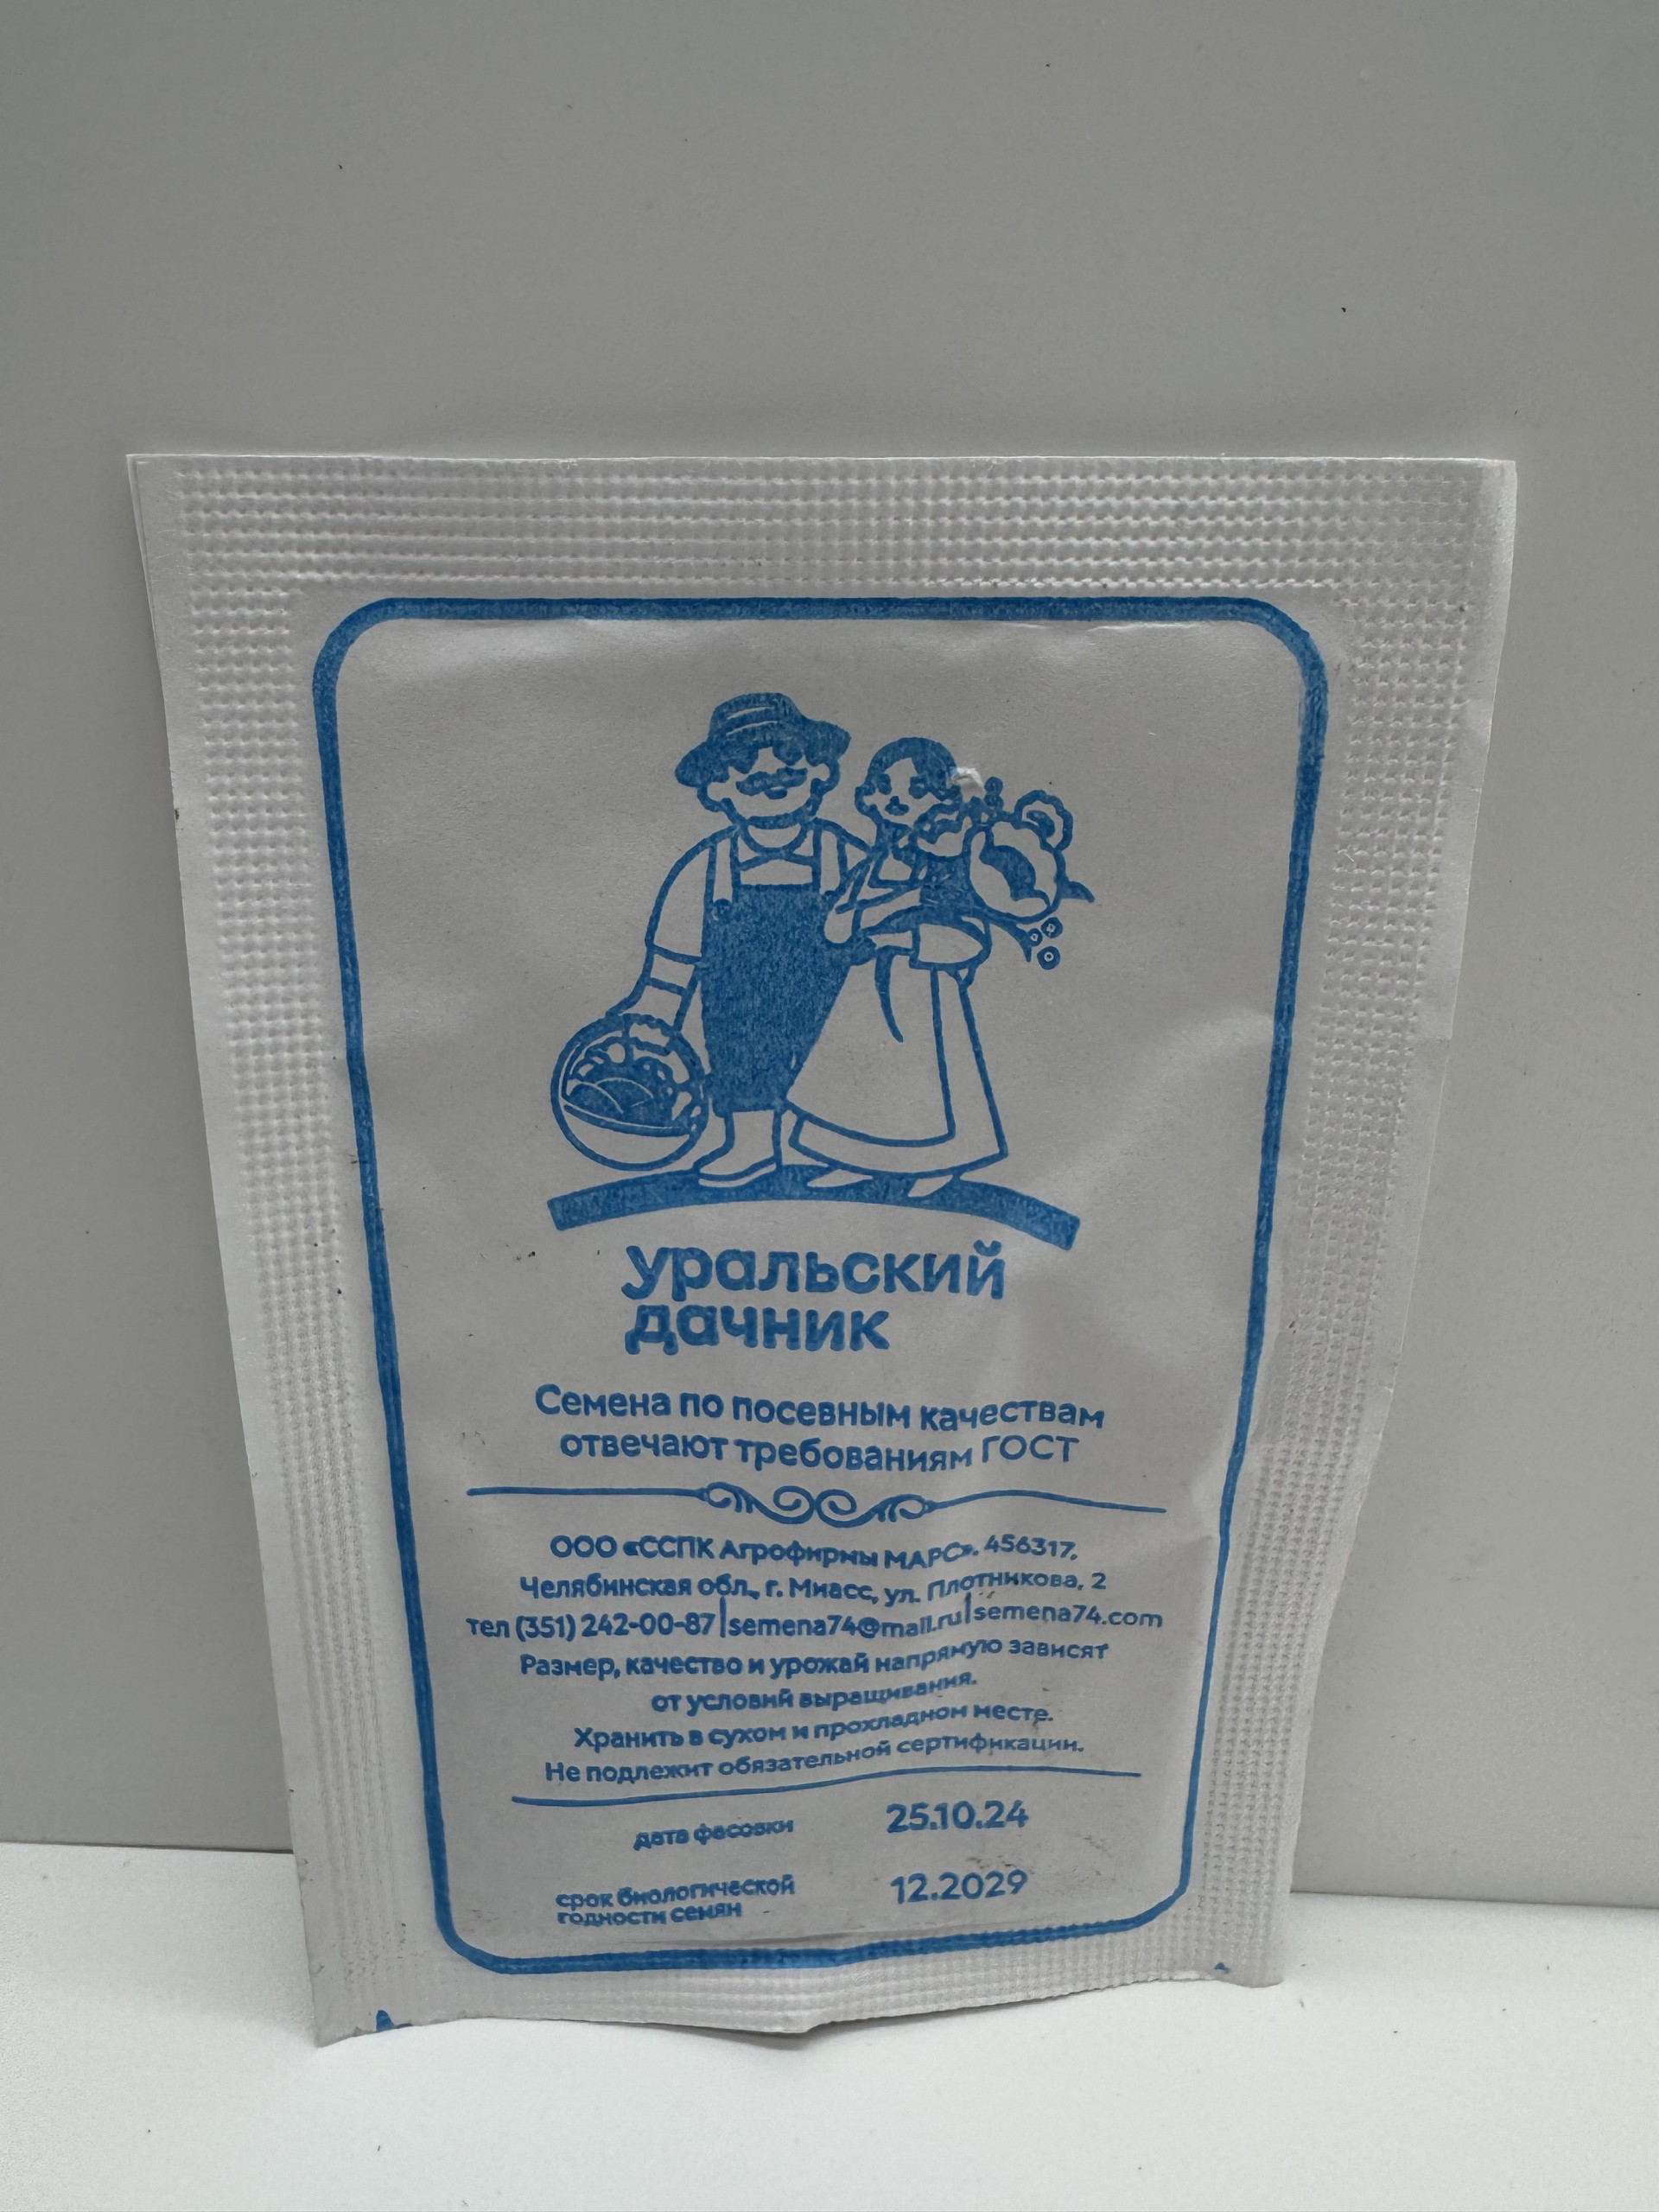 уральский
дачник
Семена по посевным качествам
отвечают требованиям ГОСТ
ООО «ССПК Агрофирмы МАРС». 456317,
Челябинская обл., г. Миасс, ул. Плотникова, 2
тел (351) 242-00-87|semena74@mail.ru|semena74.com
Размер, качество и урожай напрямую зависят
от условий выращивания.
Хранить в сухом и прохладном месте.
Не подлежит обязательной сертификации.
дата фасовки 25.10.24
срок биологической
годности семян 12.2029